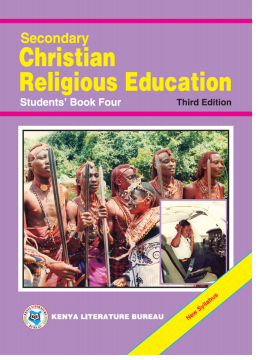 Secondary
Christian
Religious Education
Students' Book Four
Third Edition
New Syllabus
KENYA LITERATURE BUREAU